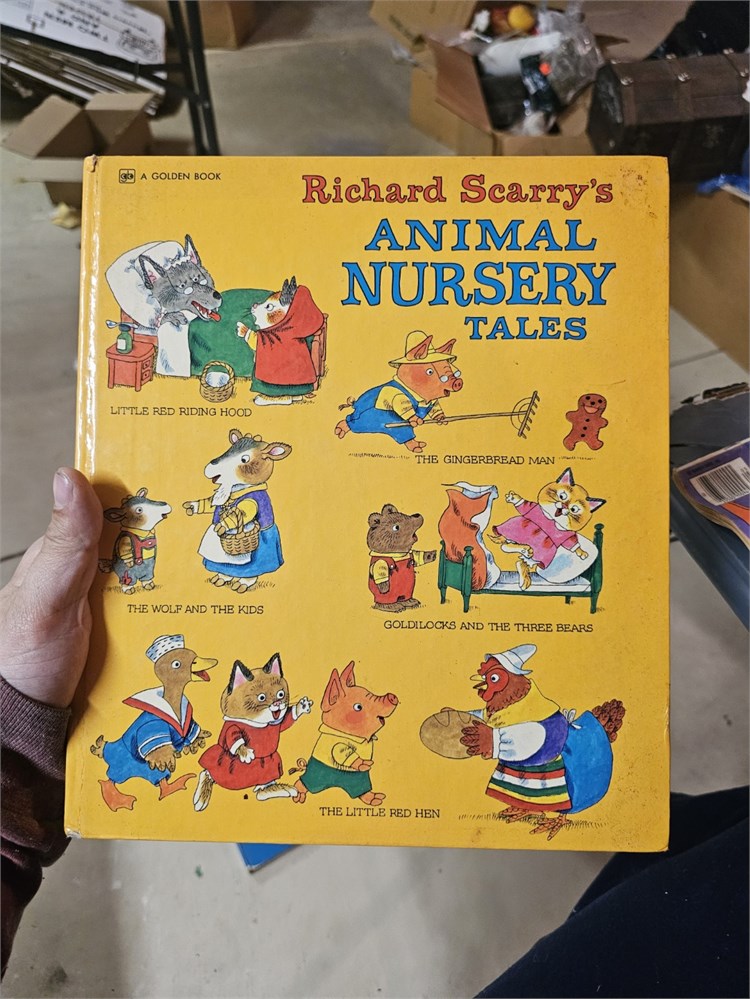 A GOLDEN BOOK
Richard Scarry's
ANIMAL
NURSERY
TALES
LITTLE RED RIDING HOOD
THE GINGERBREAD MAN
THE WOLF AND THE KIDS
GOLDILOCKS AND THE THREE BEARS
THE LITTLE RED HEN